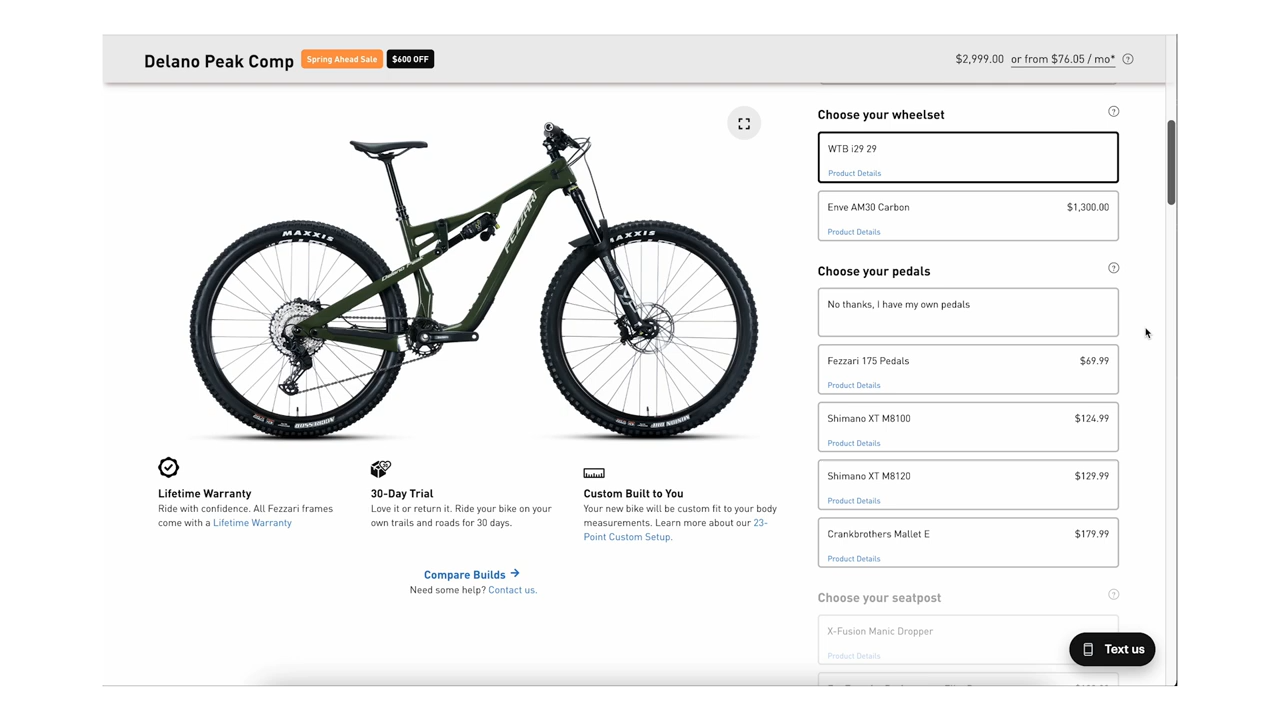 Delano Peak Comp
Spring Ahead Sale
$600 OFF
$2,999.00 or from $76.05 / mo*
Choose your wheelset
WTB i29 29
Product Details
Enve AM30 Carbon $1,300.00
Product Details
Choose your pedals
No thanks, I have my own pedals
Fezzari 175 Pedals $69.99
Product Details
Shimano XT M8100 $124.99
Product Details
Shimano XT M8120 $129.99
Product Details
Crankbrothers Mallet E $179.99
Product Details
Choose your seatpost
X-Fusion Manic Dropper
Product Details
Text us
MAXXIS
MAXXIS
FEZZARI
Delano Peak
Lifetime Warranty
Ride with confidence. All Fezzari frames
come with a Lifetime Warranty
30-Day Trial
Love it or return it. Ride your bike on your
own trails and roads for 30 days.
Custom Built to You
Your new bike will be custom fit to your body
measurements. Learn more about our 23-
Point Custom Setup.
Compare Builds
Need some help? Contact us.